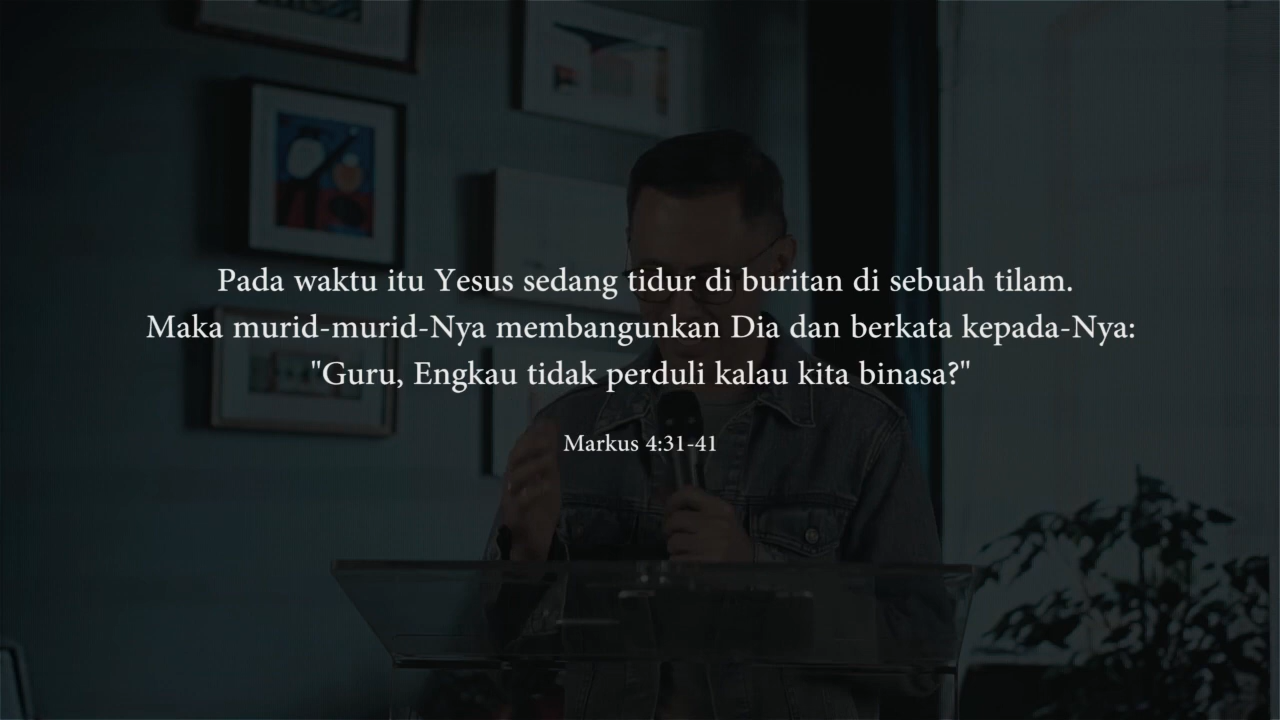 Pada waktu itu Yesus sedang tidur di buritan di sebuah tilam.
Maka murid-murid-Nya membangunkan Dia dan berkata kepada-Nya:
"Guru, Engkau tidak perduli kalau kita binasa?"
Markus 4:31-41